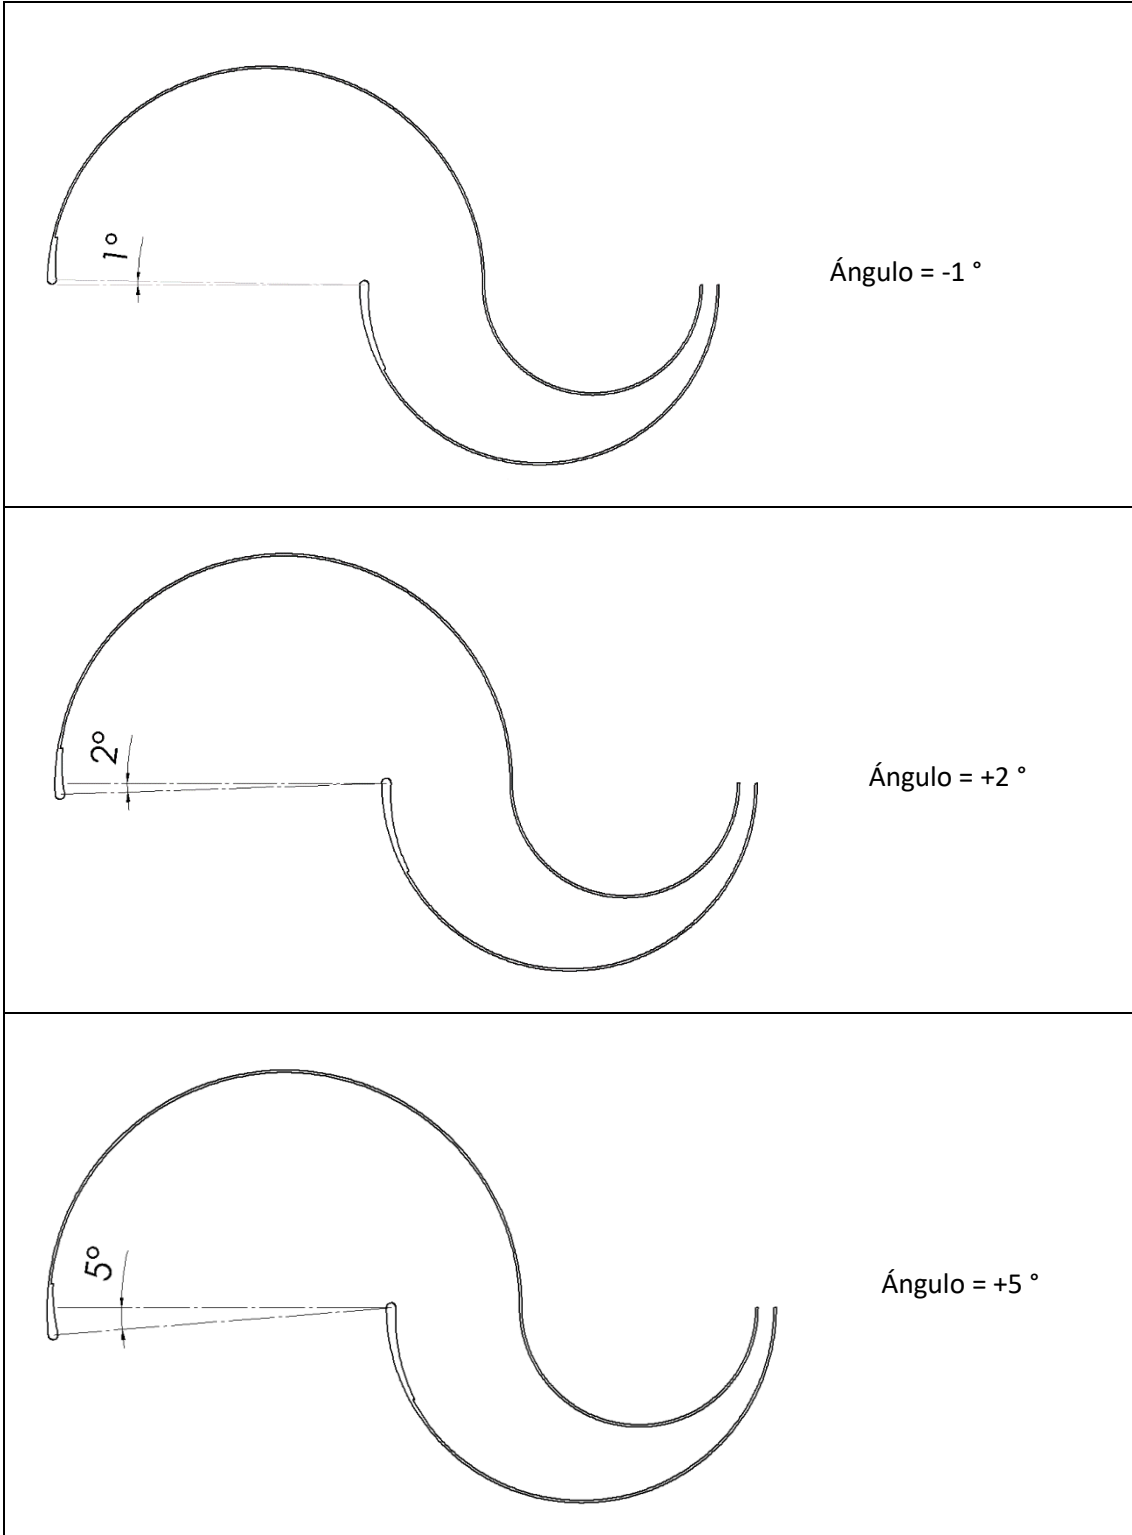 1°
Ángulo = -1 °
2°
Ángulo = +2 °
5°
Ángulo = +5 °